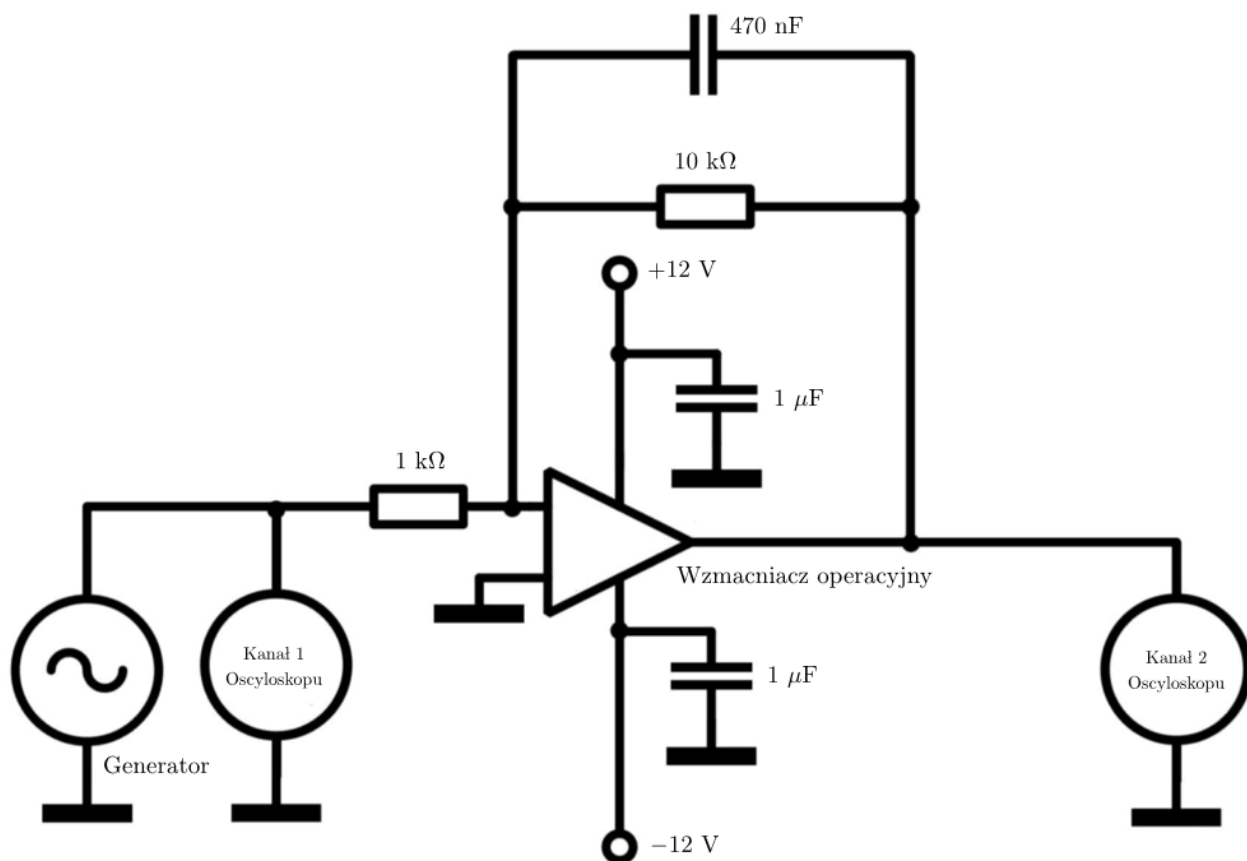 470 nF
10 kΩ
+12 V
1 μF
1 kΩ
Wzmacniacz operacyjny
Kanał 1
Oscyloskopu
Kanał 2
Oscyloskopu
1 μF
Generator
−12 V